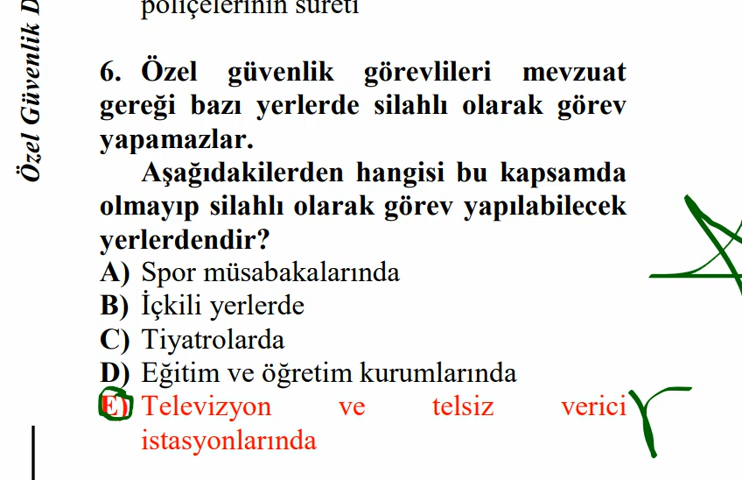 poliçelerinin sureti
Özel Güvenlik D
6. Özel güvenlik görevlileri mevzuat
gereği bazı yerlerde silahlı olarak görev
yapamazlar.
Aşağıdakilerden hangisi bu kapsamda
olmayıp silahlı olarak görev yapılabilecek
yerlerdendir?
A) Spor müsabakalarında
B) İçkili yerlerde
C) Tiyatrolarda
D) Eğitim ve öğretim kurumlarında
E) Televizyon ve telsiz verici
istasyonlarında